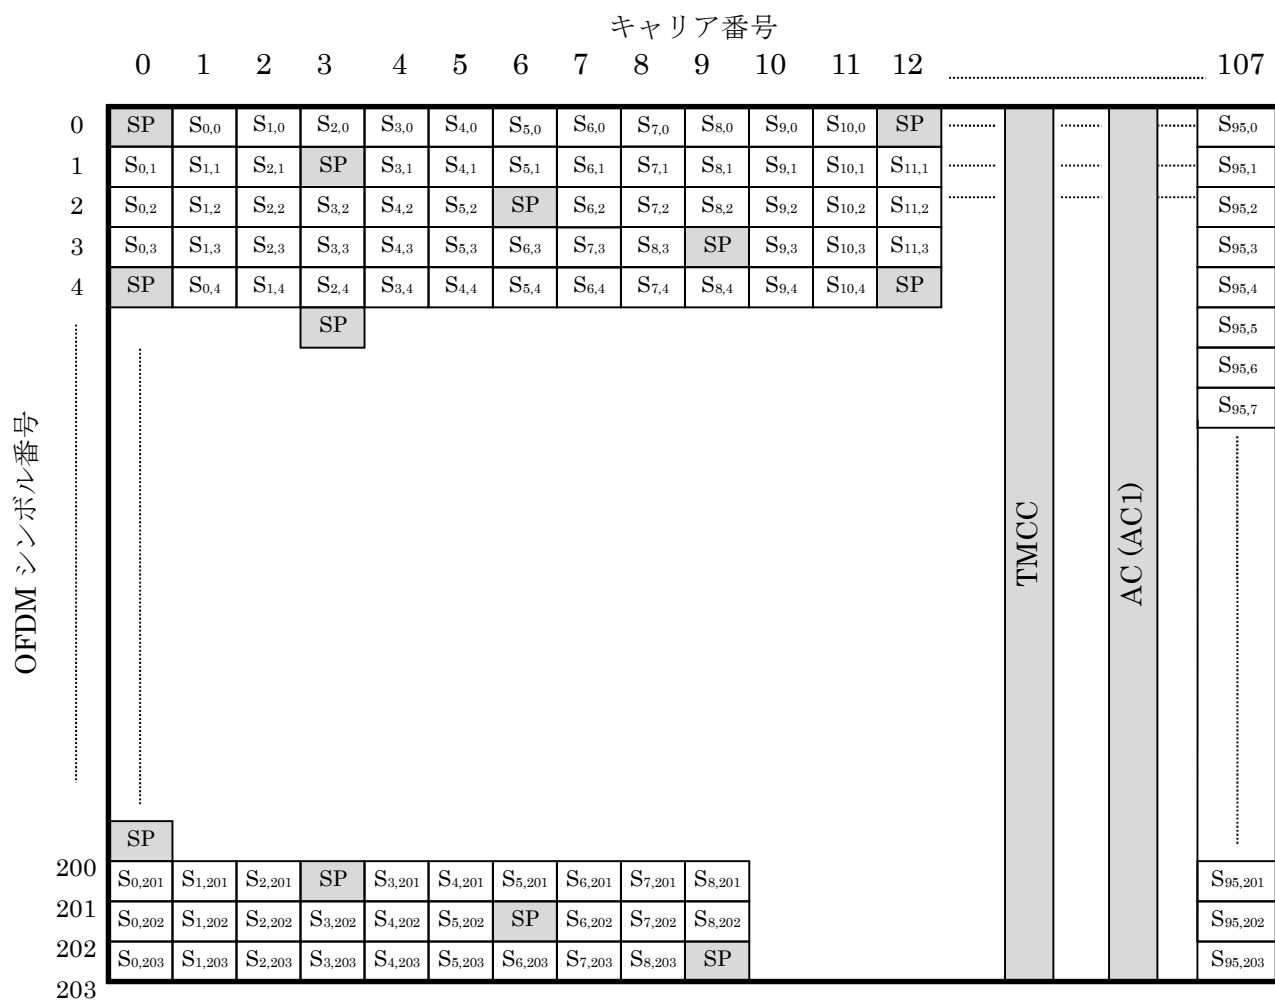 キャリア番号
0 1 2 3 4 5 6 7 8 9 10 11 12 107
0 SP S0,0 S1,0 S2,0 S3,0 S4,0 S5,0 S6,0 S7,0 S8,0 S9,0 S10,0 SP S95,0
1 S0,1 S1,1 S2,1 SP S3,1 S4,1 S5,1 S6,1 S7,1 S8,1 S9,1 S10,1 S11,1 S95,1
2 S0,2 S1,2 S2,2 S3,2 S4,2 S5,2 SP S6,2 S7,2 S8,2 S9,2 S10,2 S11,2 S95,2
3 S0,3 S1,3 S2,3 S3,3 S4,3 S5,3 S6,3 S7,3 S8,3 SP S9,3 S10,3 S11,3 S95,3
4 SP S0,4 S1,4 S2,4 S3,4 S4,4 S5,4 S6,4 S7,4 S8,4 S9,4 S10,4 SP S95,4
SP S95,5
S95,6
S95,7
OFDM シンボル番号
TMCC
AC (AC1)
SP
200
S0,201 S1,201 S2,201 SP S3,201 S4,201 S5,201 S6,201 S7,201 S8,201 S95,201
201
S0,202 S1,202 S2,202 S3,202 S4,202 S5,202 SP S6,202 S7,202 S8,202 S95,202
202
S0,203 S1,203 S2,203 S3,203 S4,203 S5,203 S6,203 S7,203 S8,203 SP S95,203
203